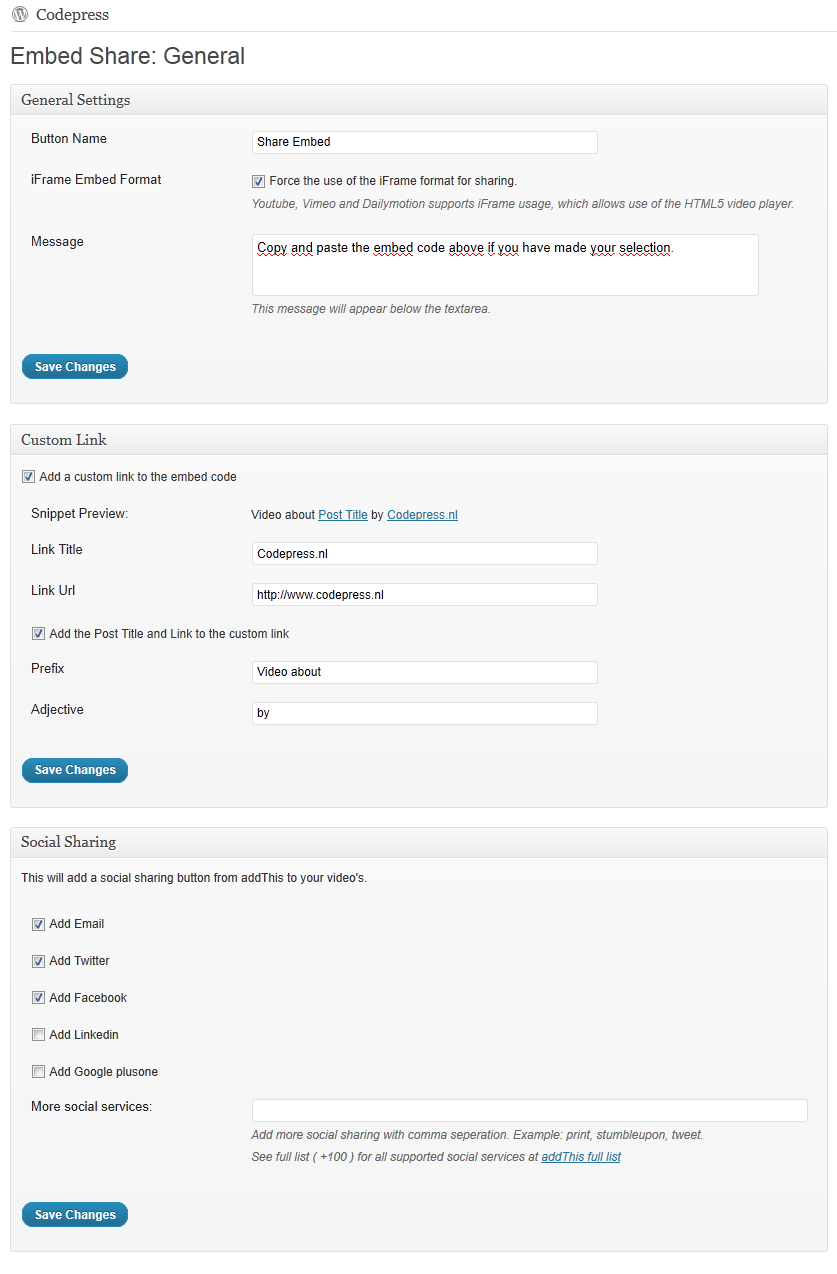 Codepress
Embed Share: General
General Settings
Button Name
Share Embed
iFrame Embed Format
Force the use of the iFrame format for sharing.
Youtube, Vimeo and Dailymotion supports iFrame usage, which allows use of the HTML5 video player.
Message
Copy and paste the embed code above if you have made your selection.
This message will appear below the textarea.
Save Changes
Custom Link
Add a custom link to the embed code
Snippet Preview:
Video about Post Title by Codepress.nl
Link Title
Codepress.nl
Link Url
http://www.codepress.nl
Add the Post Title and Link to the custom link
Prefix
Video about
Adjective
by
Save Changes
Social Sharing
This will add a social sharing button from addThis to your video's.
Add Email
Add Twitter
Add Facebook
Add Linkedin
Add Google plusone
More social services:
Add more social sharing with comma seperation. Example: print, stumbleupon, tweet.
See full list ( +100 ) for all supported social services at addThis full list
Save Changes